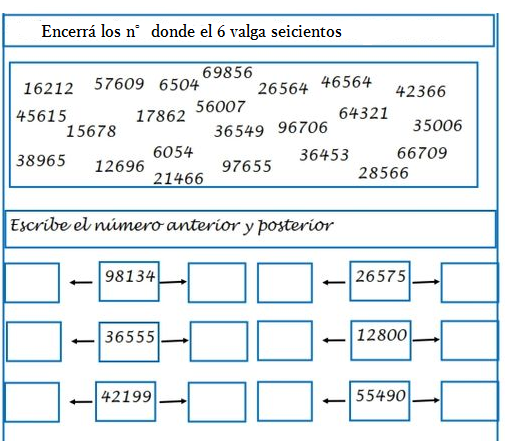 Encerrá los n° donde el 6 valga seicientos
16212 57609 6504 69856 26564 46564 42366
45615 15678 17862 56007 36549 96706 64321 35006
38965 12696 6054 21466 97655 36453 28566 66709
Escribe el número anterior y posterior
98134 26575
36555 12800
42199 55490